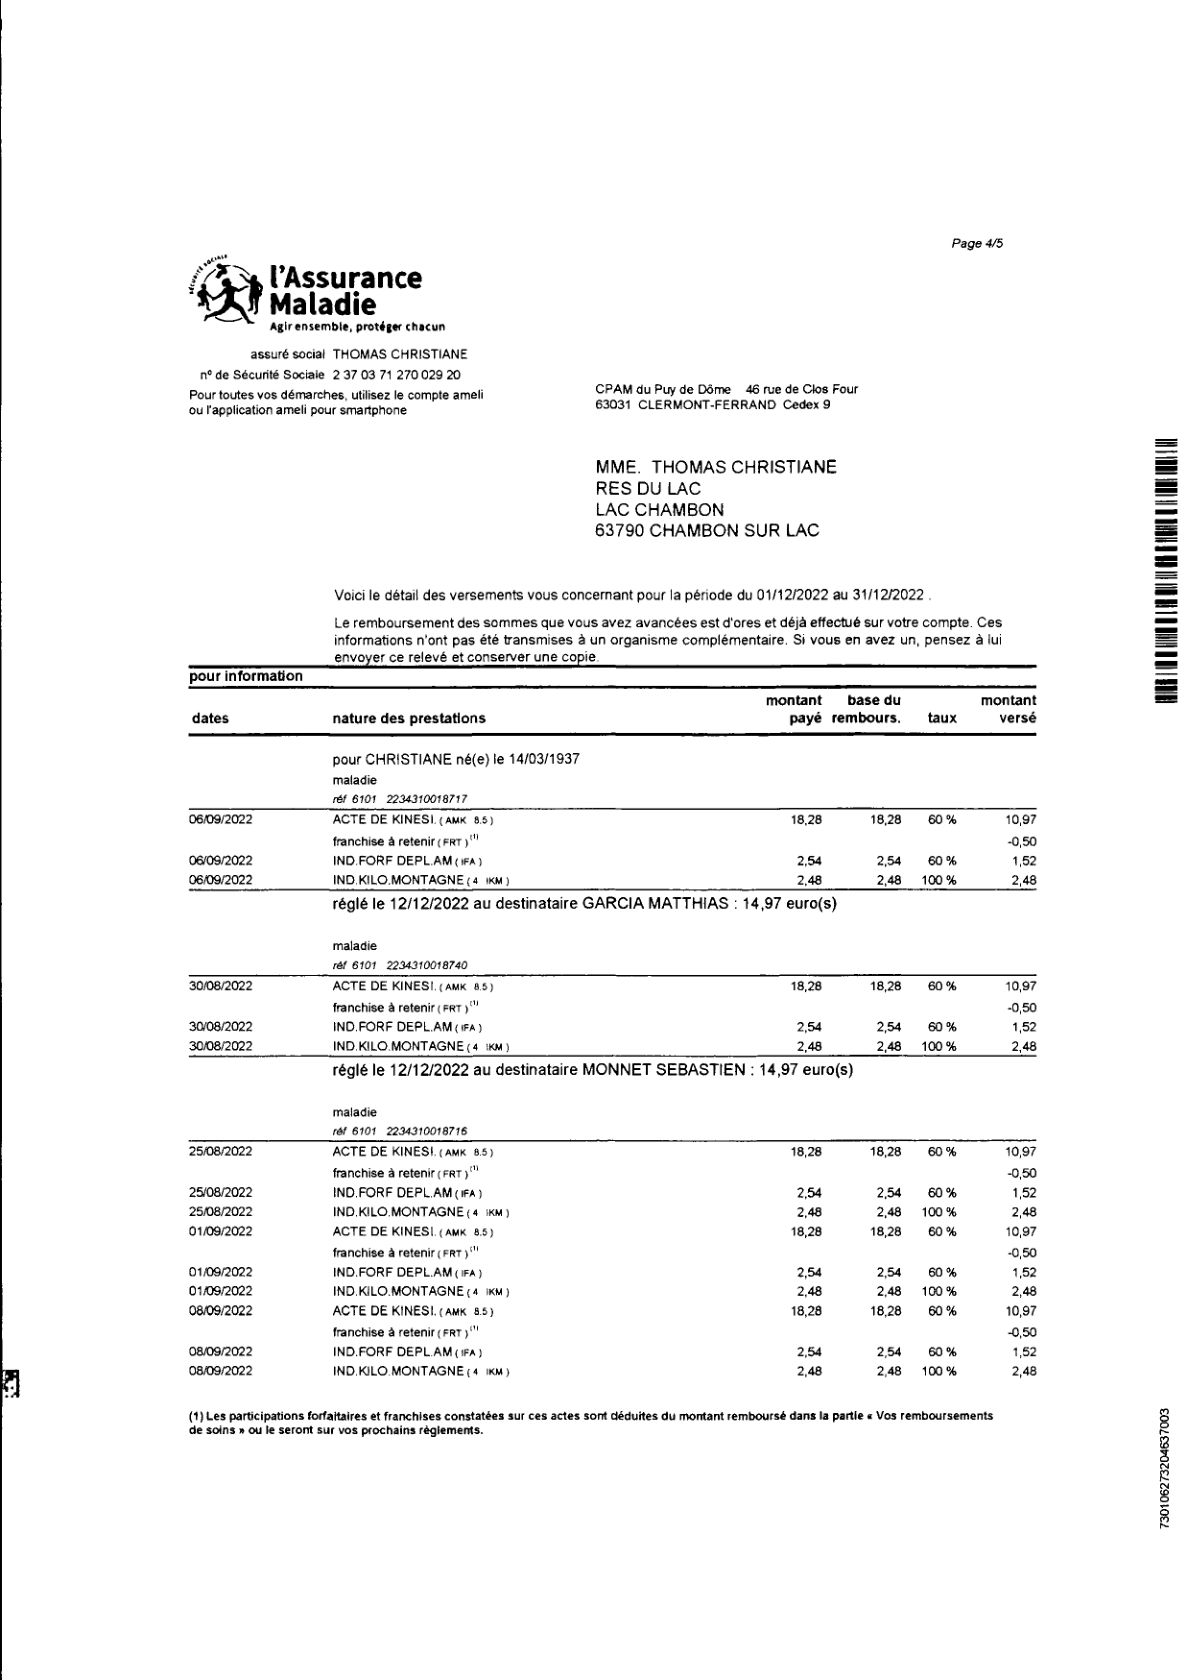 Page 4/5
SÉCURITÉ SOCIALE
l'Assurance
Maladie
Agir ensemble, protéger chacun
assuré social THOMAS CHRISTIANE
n° de Sécurité Sociale 2 37 03 71 270 029 20
Pour toutes vos démarches, utilisez le compte ameli
ou l'application ameli pour smartphone
CPAM du Puy de Dôme 46 rue de Clos Four
63031 CLERMONT-FERRAND Cedex 9
MME. THOMAS CHRISTIANE
RES DU LAC
LAC CHAMBON
63790 CHAMBON SUR LAC
Voici le détail des versements vous concernant pour la période du 01/12/2022 au 31/12/2022 .
Le remboursement des sommes que vous avez avancées est d'ores et déjà effectué sur votre compte. Ces
informations n'ont pas été transmises à un organisme complémentaire. Si vous en avez un, pensez à lui
envoyer ce relevé et conserver une copie.
pour information
dates nature des prestations montant payé base du rembours. taux montant versé
pour CHRISTIANE né(e) le 14/03/1937
maladie
réf 6101 2234310018717
06/09/2022 ACTE DE KINESI. ( AMK 8.5 ) 18,28 18,28 60 % 10,97
franchise à retenir ( FRT ) (1) -0,50
06/09/2022 IND.FORF DEPL.AM ( IFA ) 2,54 2,54 60 % 1,52
06/09/2022 IND.KILO.MONTAGNE ( 4 IKM ) 2,48 2,48 100 % 2,48
réglé le 12/12/2022 au destinataire GARCIA MATTHIAS : 14,97 euro(s)
maladie
réf 6101 2234310018740
30/08/2022 ACTE DE KINESI. ( AMK 8.5 ) 18,28 18,28 60 % 10,97
franchise à retenir ( FRT ) (1) -0,50
30/08/2022 IND.FORF DEPL.AM ( IFA ) 2,54 2,54 60 % 1,52
30/08/2022 IND.KILO.MONTAGNE ( 4 IKM ) 2,48 2,48 100 % 2,48
réglé le 12/12/2022 au destinataire MONNET SEBASTIEN : 14,97 euro(s)
maladie
réf 6101 2234310018716
25/08/2022 ACTE DE KINESI. ( AMK 8.5 ) 18,28 18,28 60 % 10,97
franchise à retenir ( FRT ) (1) -0,50
25/08/2022 IND.FORF DEPL.AM ( IFA ) 2,54 2,54 60 % 1,52
25/08/2022 IND.KILO.MONTAGNE ( 4 IKM ) 2,48 2,48 100 % 2,48
01/09/2022 ACTE DE KINESI. ( AMK 8.5 ) 18,28 18,28 60 % 10,97
franchise à retenir ( FRT ) (1) -0,50
01/09/2022 IND.FORF DEPL.AM ( IFA ) 2,54 2,54 60 % 1,52
01/09/2022 IND.KILO.MONTAGNE ( 4 IKM ) 2,48 2,48 100 % 2,48
08/09/2022 ACTE DE KINESI. ( AMK 8.5 ) 18,28 18,28 60 % 10,97
franchise à retenir ( FRT ) (1) -0,50
08/09/2022 IND.FORF DEPL.AM ( IFA ) 2,54 2,54 60 % 1,52
08/09/2022 IND.KILO.MONTAGNE ( 4 IKM ) 2,48 2,48 100 % 2,48
(1) Les participations forfaitaires et franchises constatées sur ces actes sont déduites du montant remboursé dans la partie « Vos remboursements
de soins » ou le seront sur vos prochains règlements.
730106273204637003